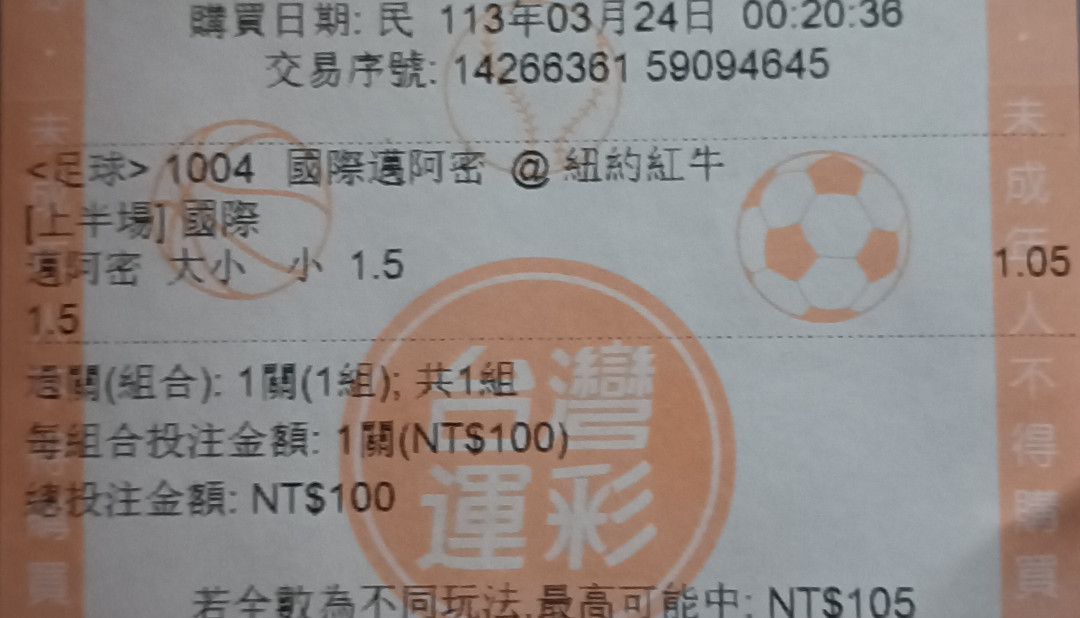 購買日期: 民 113年03月24日 00:20:36
交易序號: 14266361 59094645
<足球> 1004 國際邁阿密 @ 紐約紅牛
[上半場] 國際
邁阿密 大小 小 1.5 1.05
1.5
過關(組合): 1關(1組); 共1組
每組合投注金額: 1關(NT$100)
總投注金額: NT$100
若全數為不同玩法,最高可能中: NT$105
台灣
運彩
未成年人不得購買